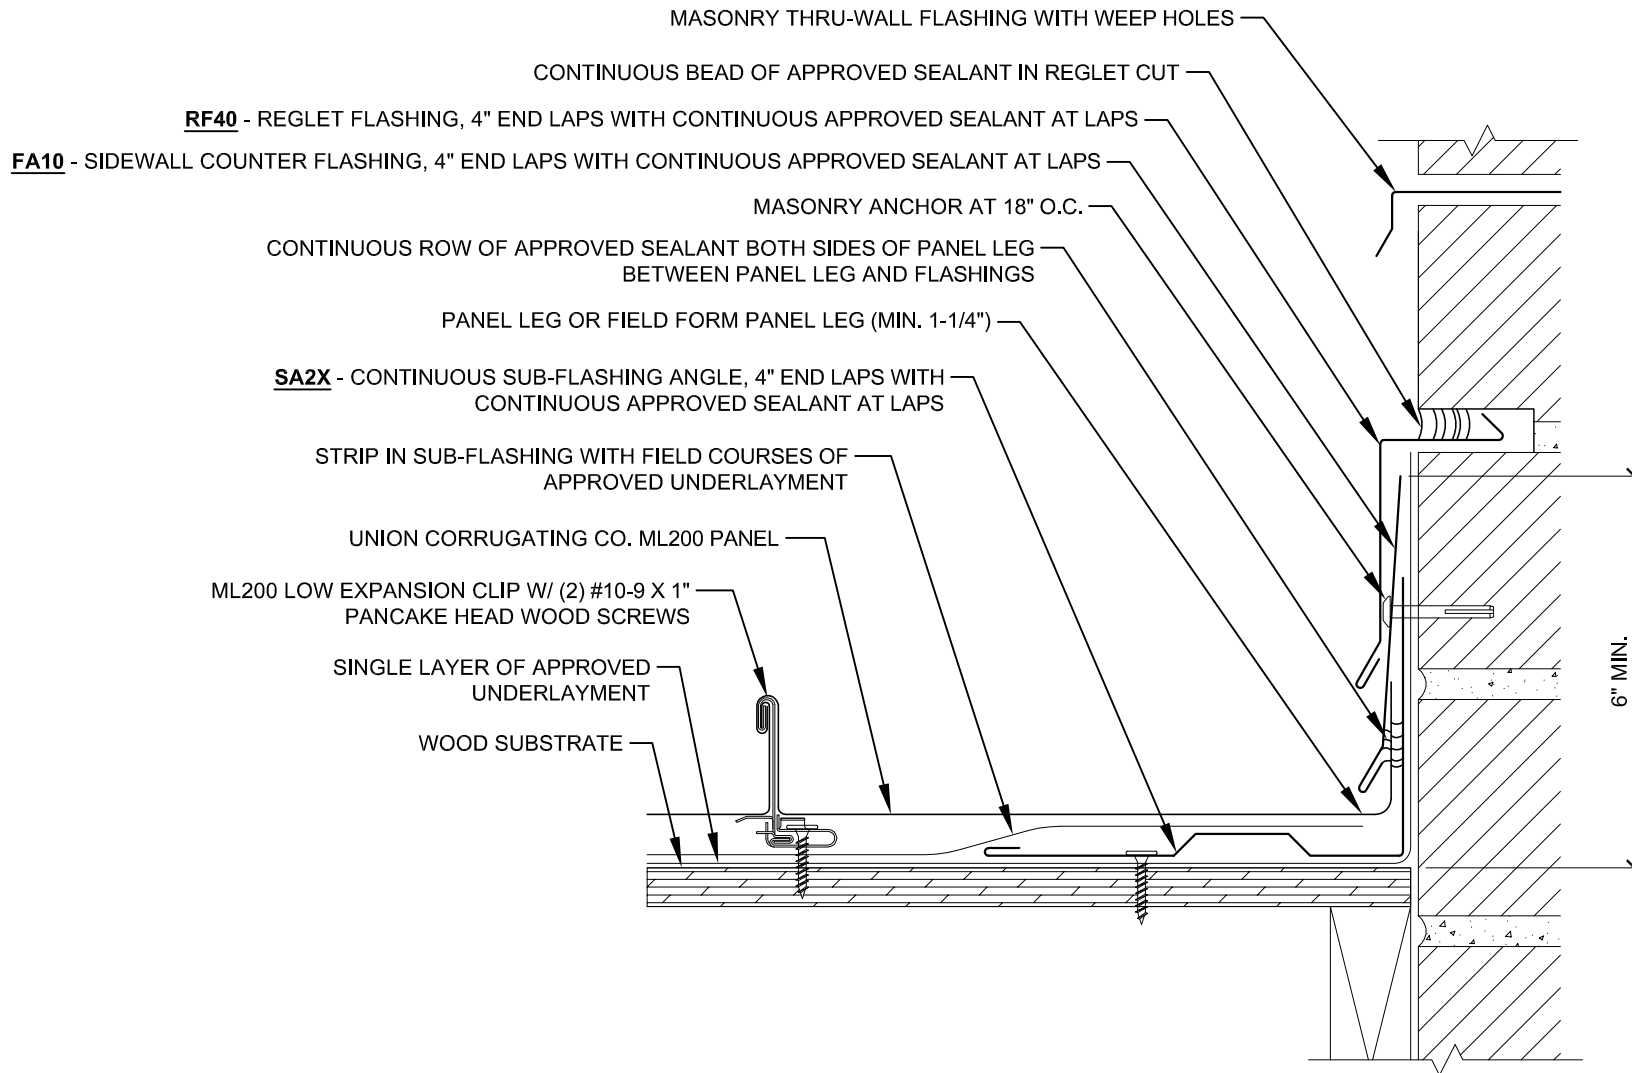 MASONRY THRU-WALL FLASHING WITH WEEP HOLES
CONTINUOUS BEAD OF APPROVED SEALANT IN REGLET CUT
RF40 - REGLET FLASHING, 4" END LAPS WITH CONTINUOUS APPROVED SEALANT AT LAPS
FA10 - SIDEWALL COUNTER FLASHING, 4" END LAPS WITH CONTINUOUS APPROVED SEALANT AT LAPS
MASONRY ANCHOR AT 18" O.C.
CONTINUOUS ROW OF APPROVED SEALANT BOTH SIDES OF PANEL LEG
BETWEEN PANEL LEG AND FLASHINGS
PANEL LEG OR FIELD FORM PANEL LEG (MIN. 1-1/4")
SA2X - CONTINUOUS SUB-FLASHING ANGLE, 4" END LAPS WITH
CONTINUOUS APPROVED SEALANT AT LAPS
STRIP IN SUB-FLASHING WITH FIELD COURSES OF
APPROVED UNDERLAYMENT
UNION CORRUGATING CO. ML200 PANEL
ML200 LOW EXPANSION CLIP W/ (2) #10-9 X 1"
PANCAKE HEAD WOOD SCREWS
SINGLE LAYER OF APPROVED
UNDERLAYMENT
WOOD SUBSTRATE
6" MIN.